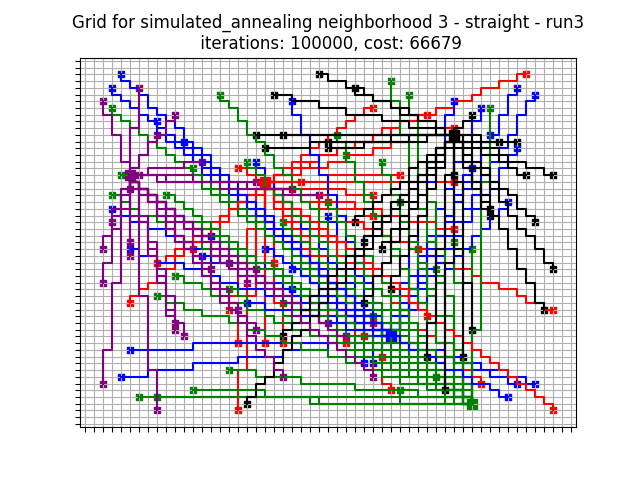 Grid for simulated_annealing neighborhood 3 - straight - run3
iterations: 100000, cost: 66679